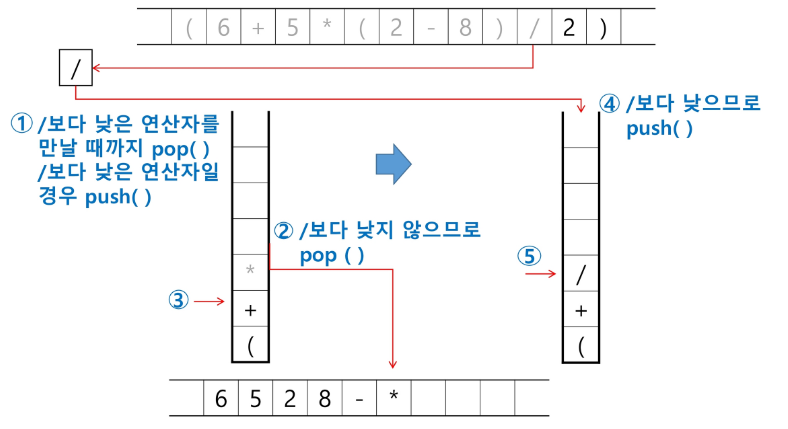 ( 6 + 5 * ( 2 - 8 ) / 2 )
/
① /보다 낮은 연산자를
만날 때까지 pop( )
/보다 낮은 연산자일
경우 push( )
② /보다 낮지 않으므로
pop ( )
*
③
+
(
④ /보다 낮으므로
push( )
⑤
/
+
(
6 5 2 8 - *